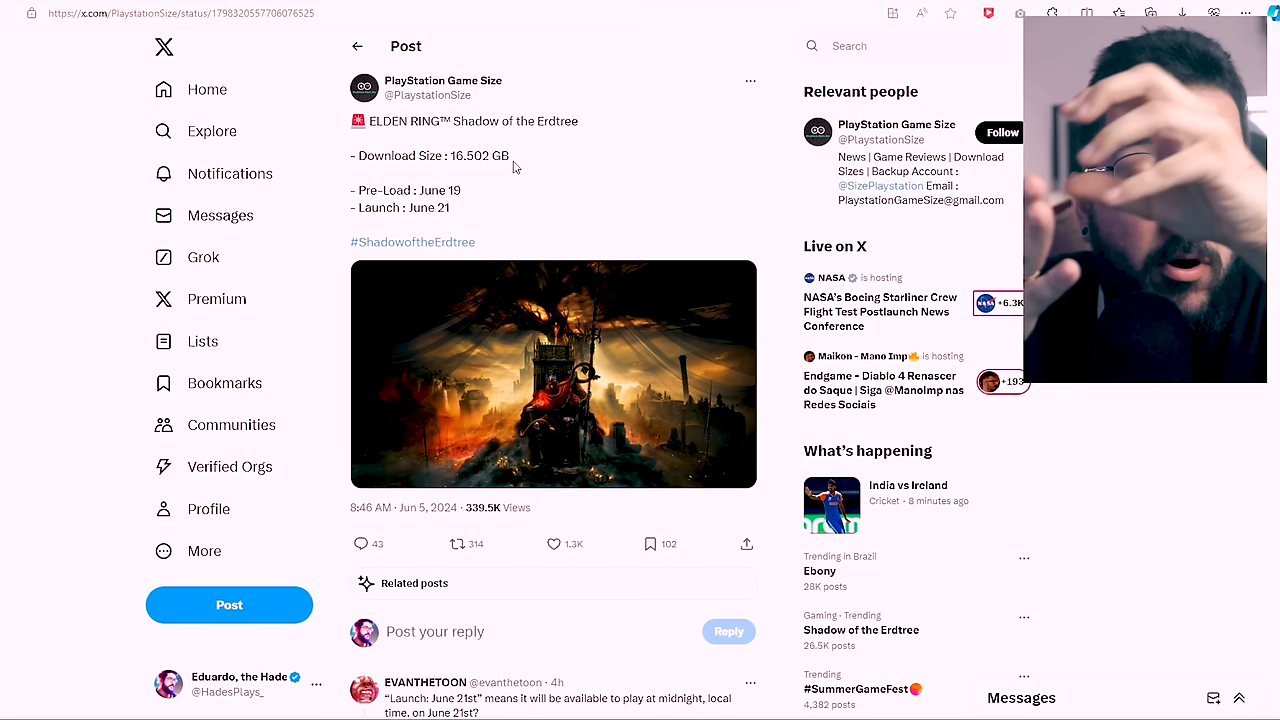 https://x.com/PlaystationSize/status/1798320557706076525
Home
Explore
Notifications
Messages
Grok
Premium
Lists
Bookmarks
Communities
Verified Orgs
Profile
More
Post
Eduardo, the Hade
@HadesPlays_
Post
PlayStation Game Size
@PlaystationSize
🚨 ELDEN RING™ Shadow of the Erdtree
- Download Size : 16.502 GB
- Pre-Load : June 19
- Launch : June 21
#ShadowoftheErdtree
8:46 AM · Jun 5, 2024 · 339.5K Views
43
314
1.3K
102
Related posts
Post your reply
Reply
EVANTHETOON @evanthetoon · 4h
“Launch: June 21st” means it will be available to play at midnight, local
time, on June 21st?
Search
Relevant people
PlayStation Game Size
@PlaystationSize
Follow
News | Game Reviews | Download
Sizes | Backup Account :
@SizePlaystation Email :
PlaystationGameSize@gmail.com
Live on X
NASA is hosting
NASA’s Boeing Starliner Crew
Flight Test Postlaunch News
Conference
+6.3K
Maikon - Mano Imp🔥 is hosting
Endgame - Diablo 4 Renascer
do Saque | Siga @ManoImp nas
Redes Sociais
+193
What’s happening
India vs Ireland
Cricket · 8 minutes ago
Trending in Brazil
Ebony
28K posts
Gaming · Trending
Shadow of the Erdtree
26.5K posts
Trending
#SummerGameFest
4,382 posts
Messages